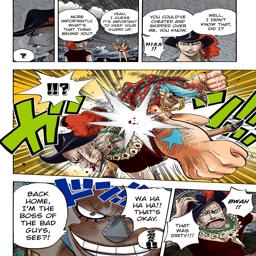 MORE
IMPORTANTLY,
WHAT'S
THAT THING
BEHIND YOU?
YEAH,
I GUESS
IT'S IMPORTANT
TO KEEP YOUR
GUARD UP.
YOU COULD'VE
CHEATED AND
SKIPPED OVER
ME, YOU KNOW.
WELL, I
DIDN'T
KNOW THAT,
DID I?
?
!!?
BACK
HOME,
I'M THE
BOSS OF
THE BAD
GUYS,
SEE?!
WA HA
HA HA!!
THAT'S
OKAY.
BWAH
!!
THAT
WAS
DIRTY!!!